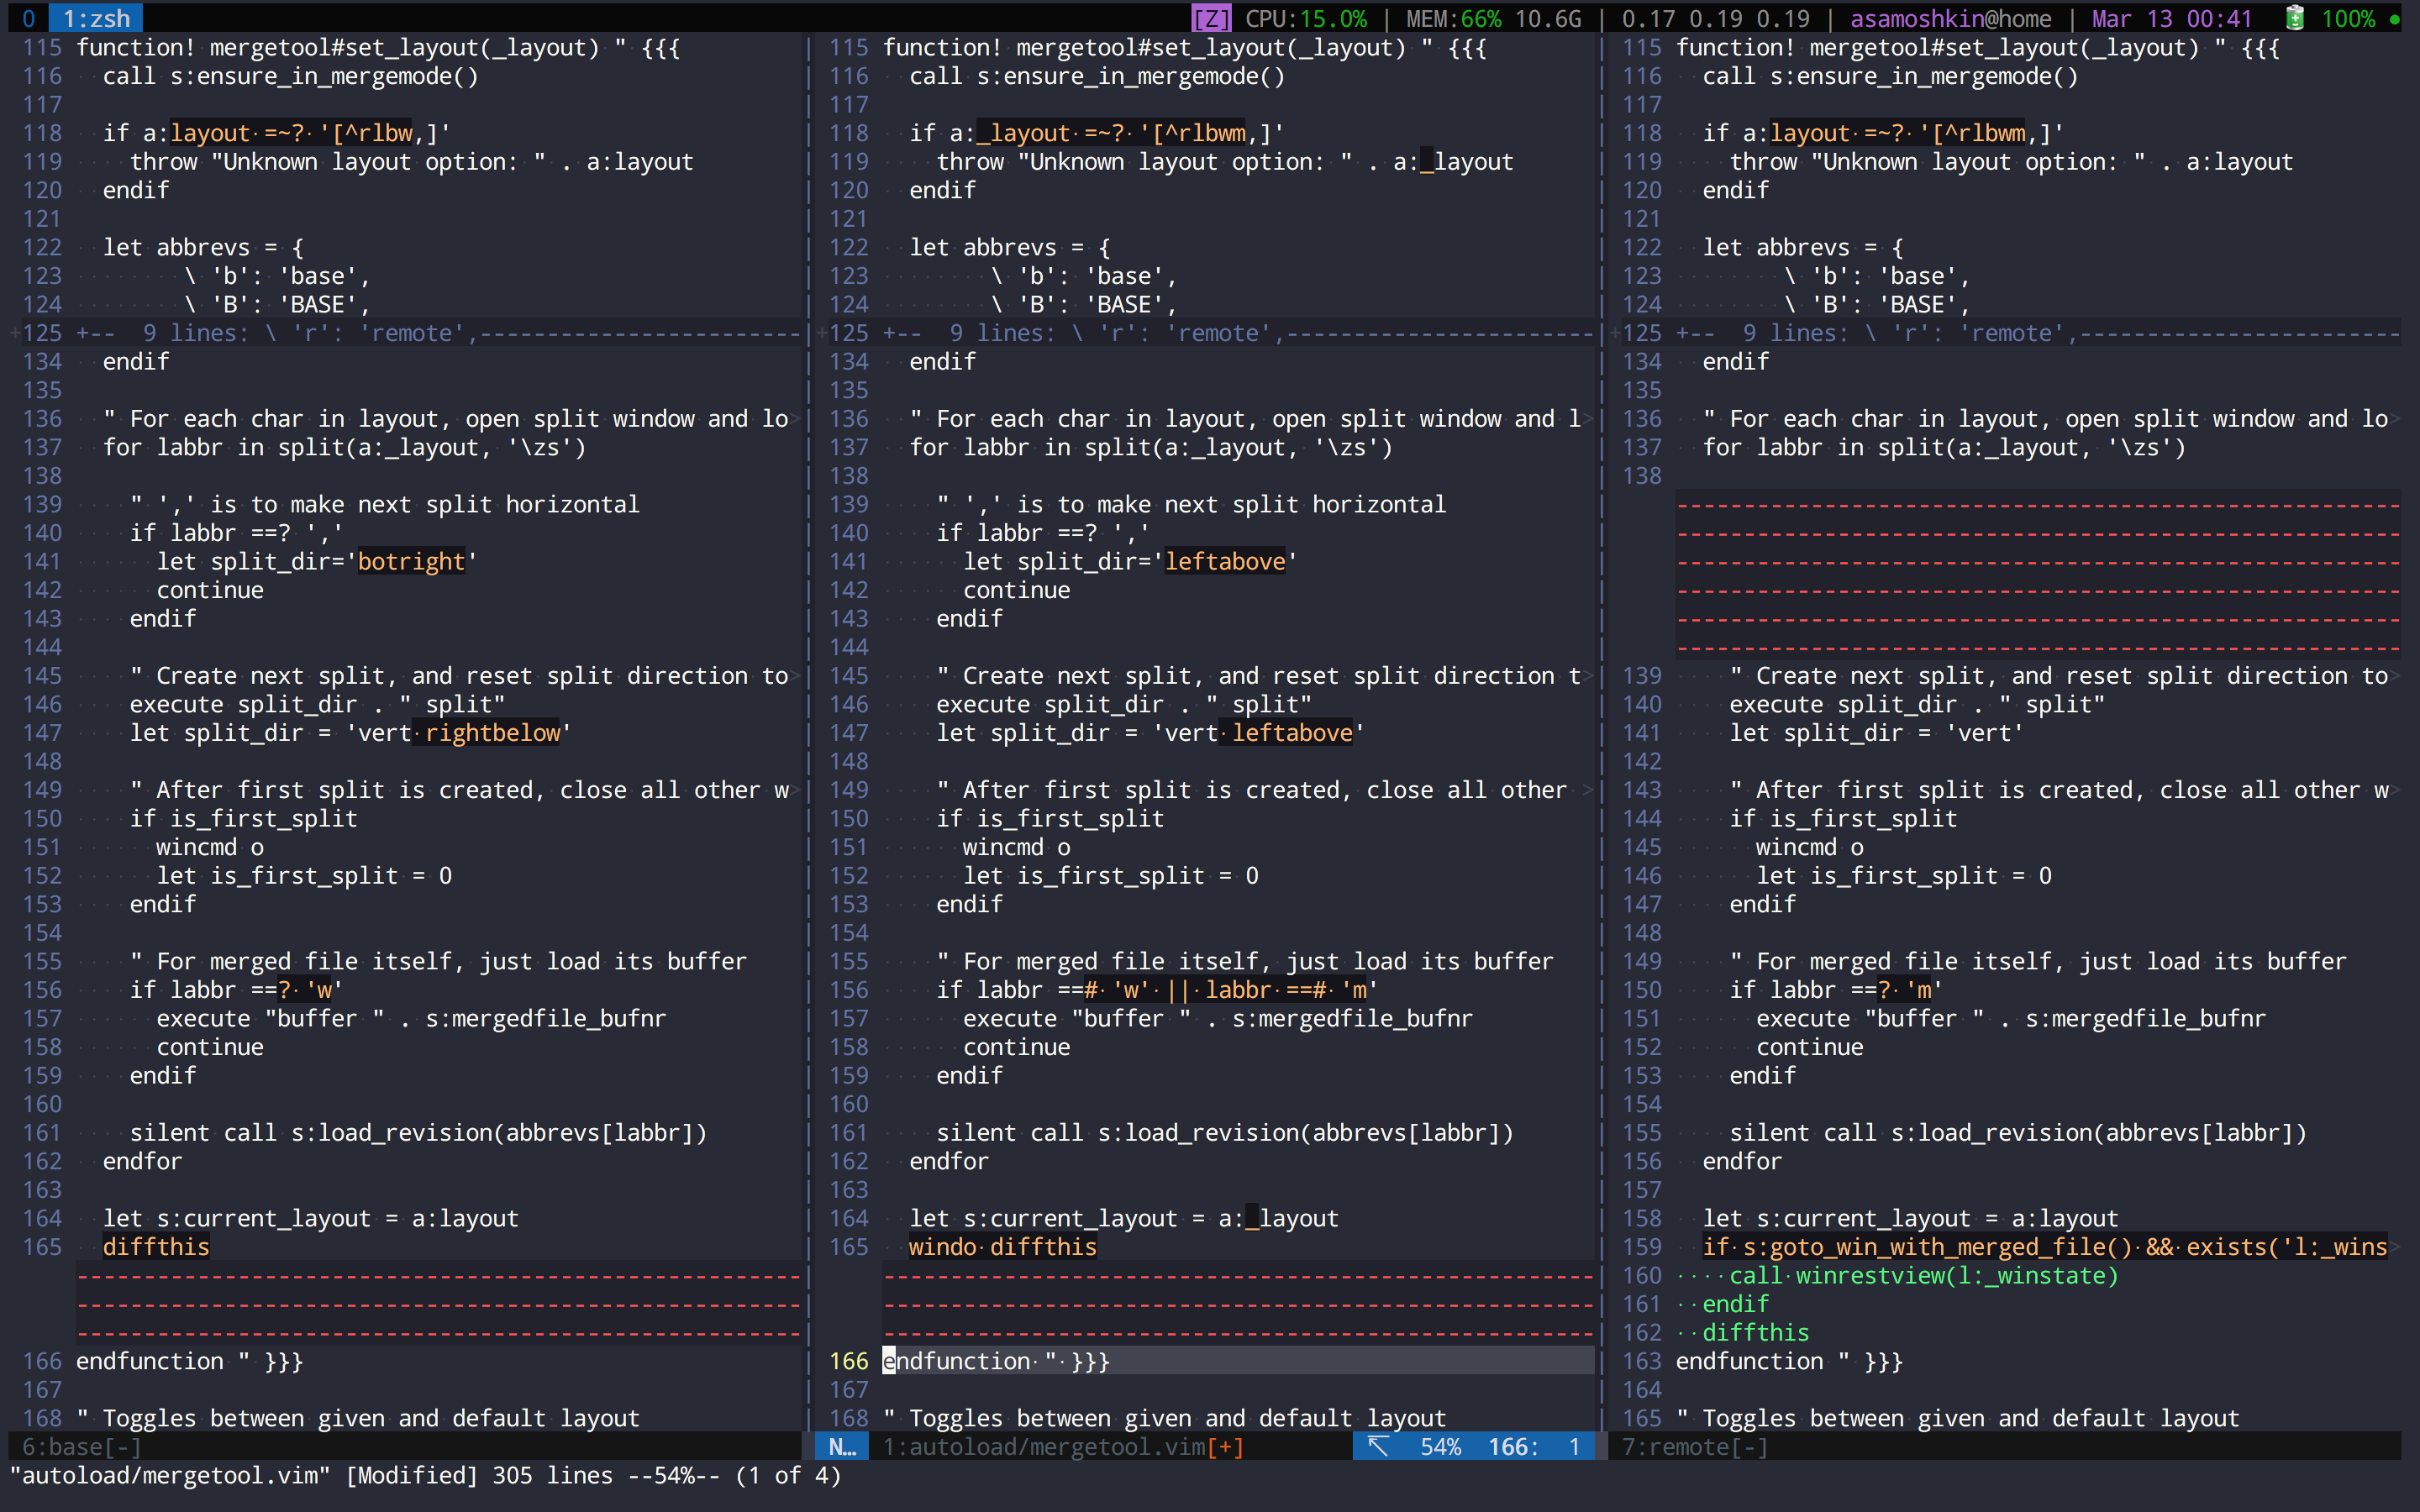 0 1:zsh [Z] CPU:15.0% | MEM:66% 10.6G | 0.17 0.19 0.19 | asamoshkin@home | Mar 13 00:41 100%
115 function! mergetool#set_layout(_layout) " {{{
116 call s:ensure_in_mergemode()
117
118 if a:layout =~? '[^rlbw,]'
119 throw "Unknown layout option: " . a:layout
120 endif
121
122 let abbrevs = {
123 \ 'b': 'base',
124 \ 'B': 'BASE',
+125 +-- 9 lines: \ 'r': 'remote',------------------------
134 endif
135
136 " For each char in layout, open split window and lo>
137 for labbr in split(a:_layout, '\zs')
138
139 " ',' is to make next split horizontal
140 if labbr ==? ','
141 let split_dir='botright'
142 continue
143 endif
144
145 " Create next split, and reset split direction to>
146 execute split_dir . " split"
147 let split_dir = 'vert rightbelow'
148
149 " After first split is created, close all other w>
150 if is_first_split
151 wincmd o
152 let is_first_split = 0
153 endif
154
155 " For merged file itself, just load its buffer
156 if labbr ==? 'w'
157 execute "buffer " . s:mergedfile_bufnr
158 continue
159 endif
160
161 silent call s:load_revision(abbrevs[labbr])
162 endfor
163
164 let s:current_layout = a:layout
165 diffthis
166 endfunction " }}}
167
168 " Toggles between given and default layout
6:base[-]
115 function! mergetool#set_layout(_layout) " {{{
116 call s:ensure_in_mergemode()
117
118 if a:_layout =~? '[^rlbwm,]'
119 throw "Unknown layout option: " . a:_layout
120 endif
121
122 let abbrevs = {
123 \ 'b': 'base',
124 \ 'B': 'BASE',
+125 +-- 9 lines: \ 'r': 'remote',-----------------------
134 endif
135
136 " For each char in layout, open split window and l>
137 for labbr in split(a:_layout, '\zs')
138
139 " ',' is to make next split horizontal
140 if labbr ==? ','
141 let split_dir='leftabove'
142 continue
143 endif
144
145 " Create next split, and reset split direction t>
146 execute split_dir . " split"
147 let split_dir = 'vert leftabove'
148
149 " After first split is created, close all other >
150 if is_first_split
151 wincmd o
152 let is_first_split = 0
153 endif
154
155 " For merged file itself, just load its buffer
156 if labbr ==# 'w' || labbr ==# 'm'
157 execute "buffer " . s:mergedfile_bufnr
158 continue
159 endif
160
161 silent call s:load_revision(abbrevs[labbr])
162 endfor
163
164 let s:current_layout = a:_layout
165 windo diffthis
166 endfunction " }}}
167
168 " Toggles between given and default layout
N… 1:autoload/mergetool.vim[+] 54% 166: 1
115 function! mergetool#set_layout(_layout) " {{{
116 call s:ensure_in_mergemode()
117
118 if a:layout =~? '[^rlbwm,]'
119 throw "Unknown layout option: " . a:layout
120 endif
121
122 let abbrevs = {
123 \ 'b': 'base',
124 \ 'B': 'BASE',
+125 +-- 9 lines: \ 'r': 'remote',------------------------
134 endif
135
136 " For each char in layout, open split window and lo>
137 for labbr in split(a:_layout, '\zs')
138
139 " Create next split, and reset split direction to>
140 execute split_dir . " split"
141 let split_dir = 'vert'
142
143 " After first split is created, close all other w>
144 if is_first_split
145 wincmd o
146 let is_first_split = 0
147 endif
148
149 " For merged file itself, just load its buffer
150 if labbr ==? 'm'
151 execute "buffer " . s:mergedfile_bufnr
152 continue
153 endif
154
155 silent call s:load_revision(abbrevs[labbr])
156 endfor
157
158 let s:current_layout = a:layout
159 if s:goto_win_with_merged_file() && exists('l:_wins>
160 call winrestview(l:_winstate)
161 endif
162 diffthis
163 endfunction " }}}
164
165 " Toggles between given and default layout
7:remote[-]
"autoload/mergetool.vim" [Modified] 305 lines --54%-- (1 of 4)